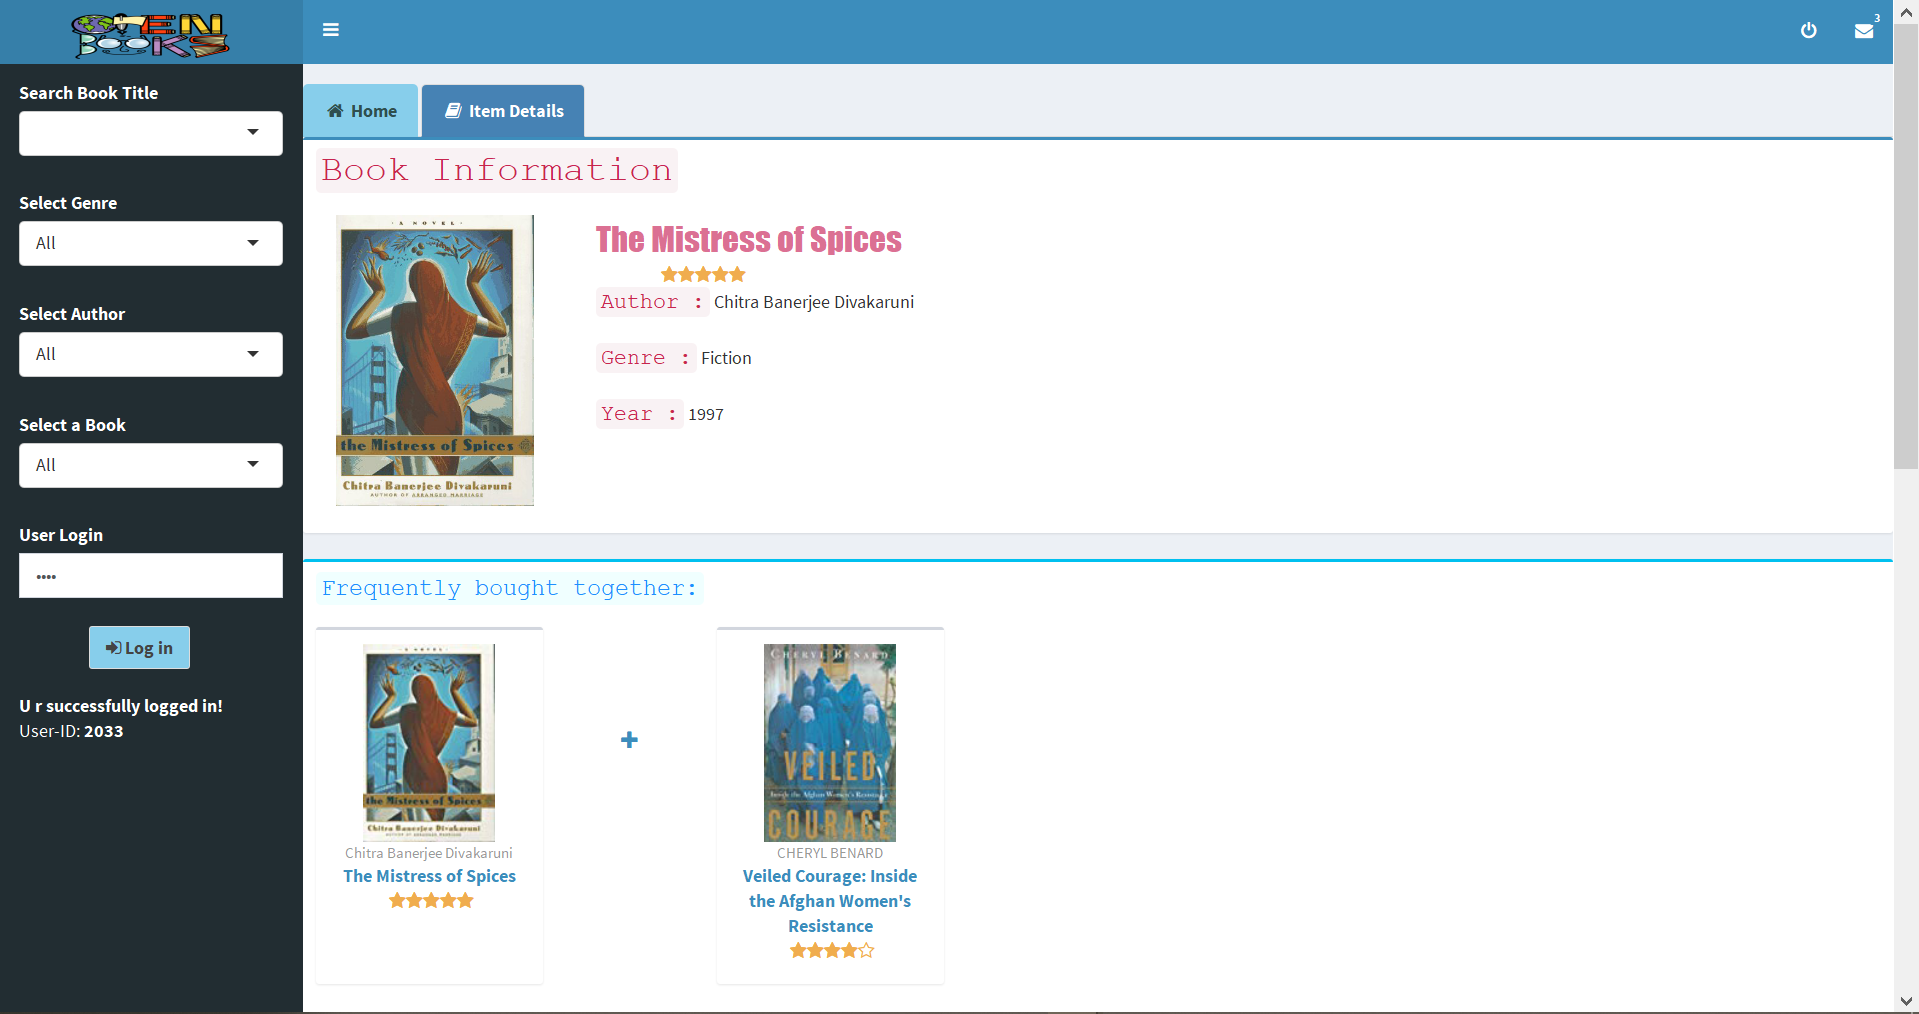 OPEN
BOOKS
3
Search Book Title
Select Genre
All
Select Author
All
Select a Book
All
User Login
••••
Log in
U r successfully logged in!
User-ID: 2033
Home
Item Details
Book Information
· A NOVEL ·
the Mistress of Spices
Chitra Banerjee Divakaruni
AUTHOR OF ARRANGED MARRIAGE
The Mistress of Spices
Author : Chitra Banerjee Divakaruni
Genre : Fiction
Year : 1997
Frequently bought together:
· A NOVEL ·
the Mistress of Spices
Chitra Banerjee Divakaruni
AUTHOR OF ARRANGED MARRIAGE
Chitra Banerjee Divakaruni
The Mistress of Spices
CHERYL BENARD
VEILED
Inside the Afghan Women's Resistance
COURAGE
CHERYL BENARD
Veiled Courage: Inside
the Afghan Women's
Resistance